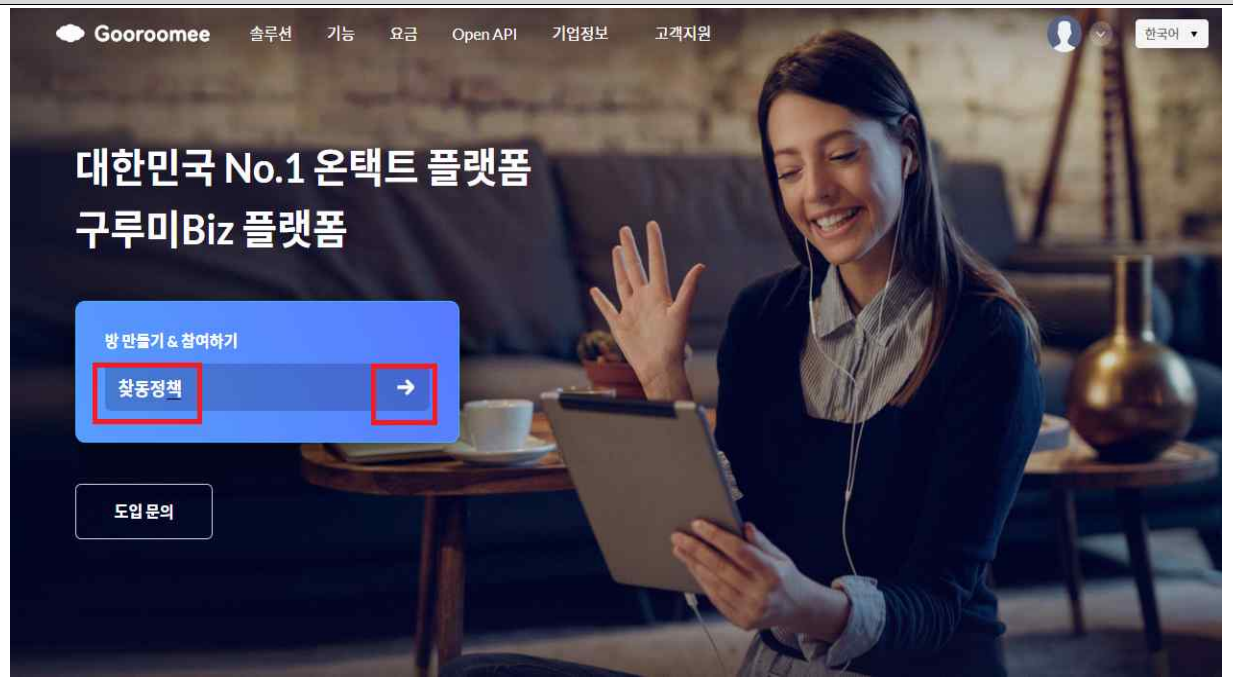 Gooroomee 솔루션 기능 요금 Open API 기업정보 고객지원 한국어
대한민국 No.1 온택트 플랫폼
구루미Biz 플랫폼
방 만들기 & 참여하기
찾동정책
도입 문의